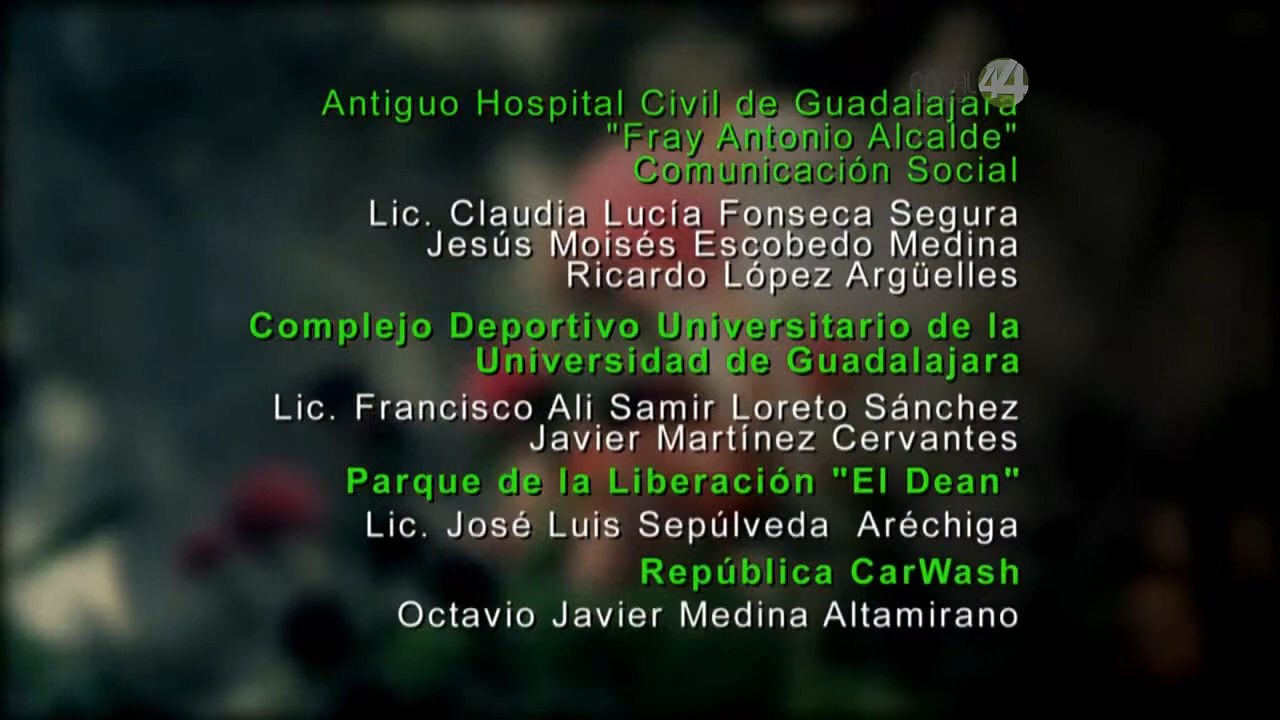 CANAL 44
Antiguo Hospital Civil de Guadalajara
"Fray Antonio Alcalde"
Comunicación Social
Lic. Claudia Lucía Fonseca Segura
Jesús Moisés Escobedo Medina
Ricardo López Argüelles
Complejo Deportivo Universitario de la
Universidad de Guadalajara
Lic. Francisco Ali Samir Loreto Sánchez
Javier Martínez Cervantes
Parque de la Liberación "El Dean"
Lic. José Luis Sepúlveda  Aréchiga
República CarWash
Octavio Javier Medina Altamirano